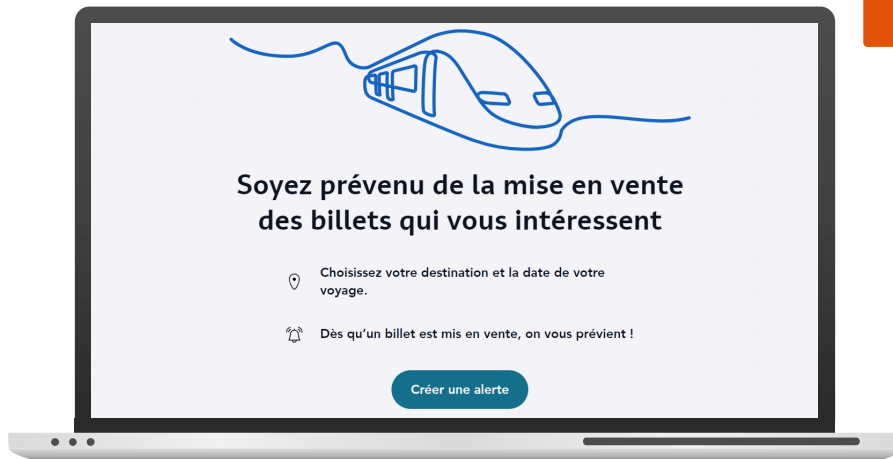 Soyez prévenu de la mise en vente
des billets qui vous intéressent
Choisissez votre destination et la date de votre
voyage.
Dès qu'un billet est mis en vente, on vous prévient !
Créer une alerte